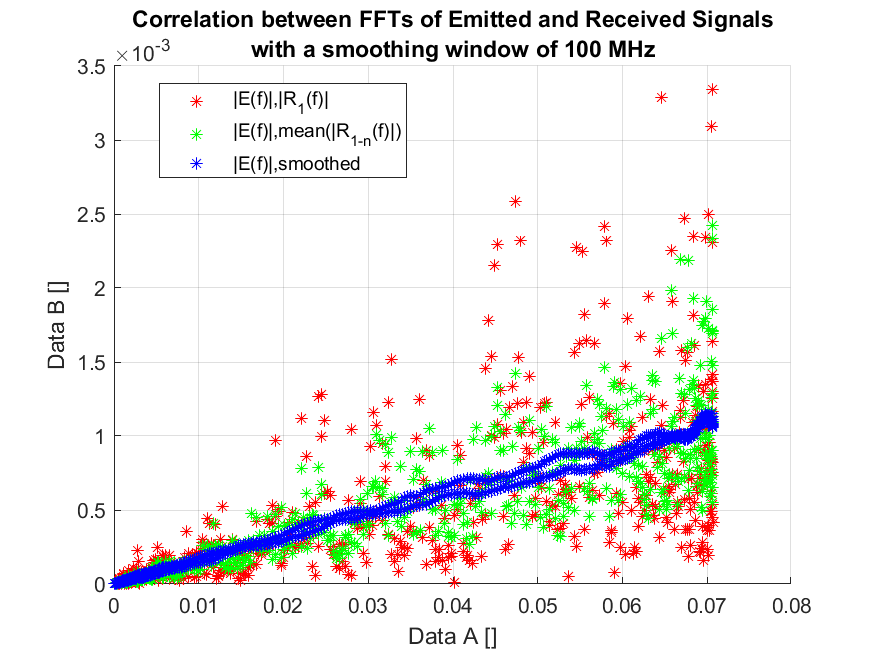 Correlation between FFTs of Emitted and Received Signals
with a smoothing window of 100 MHz
×10⁻³
3.5
|E(f)|,|R₁(f)|
|E(f)|,mean(|R₁₋ₙ(f)|)
|E(f)|,smoothed
3
2.5
2
1.5
1
0.5
0
Data B []
0 0.01 0.02 0.03 0.04 0.05 0.06 0.07 0.08
Data A []